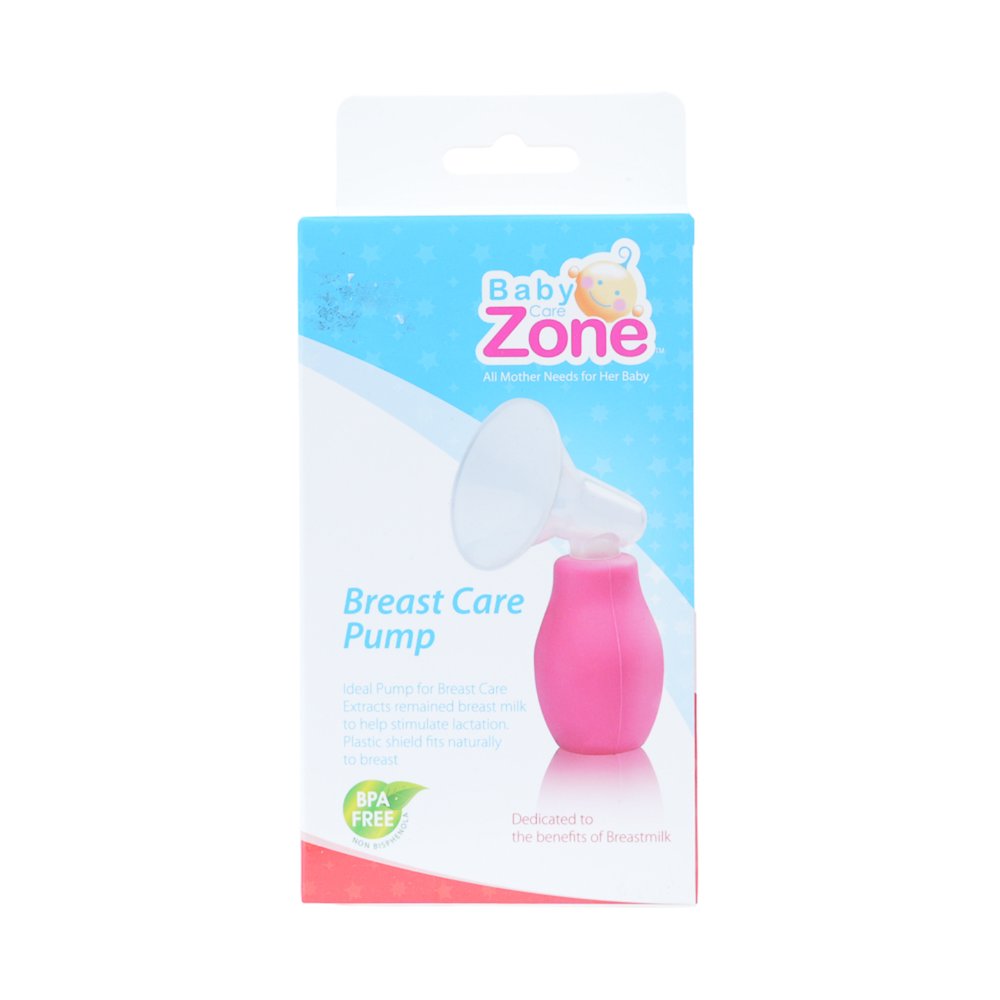 Baby
Care
Zone™
All Mother Needs for Her Baby
Breast Care
Pump
Ideal Pump for Breast Care
Extracts remained breast milk
to help stimulate lactation.
Plastic shield fits naturally
to breast
BPA
FREE
NON BISPHENOL A
Dedicated to
the benefits of Breastmilk